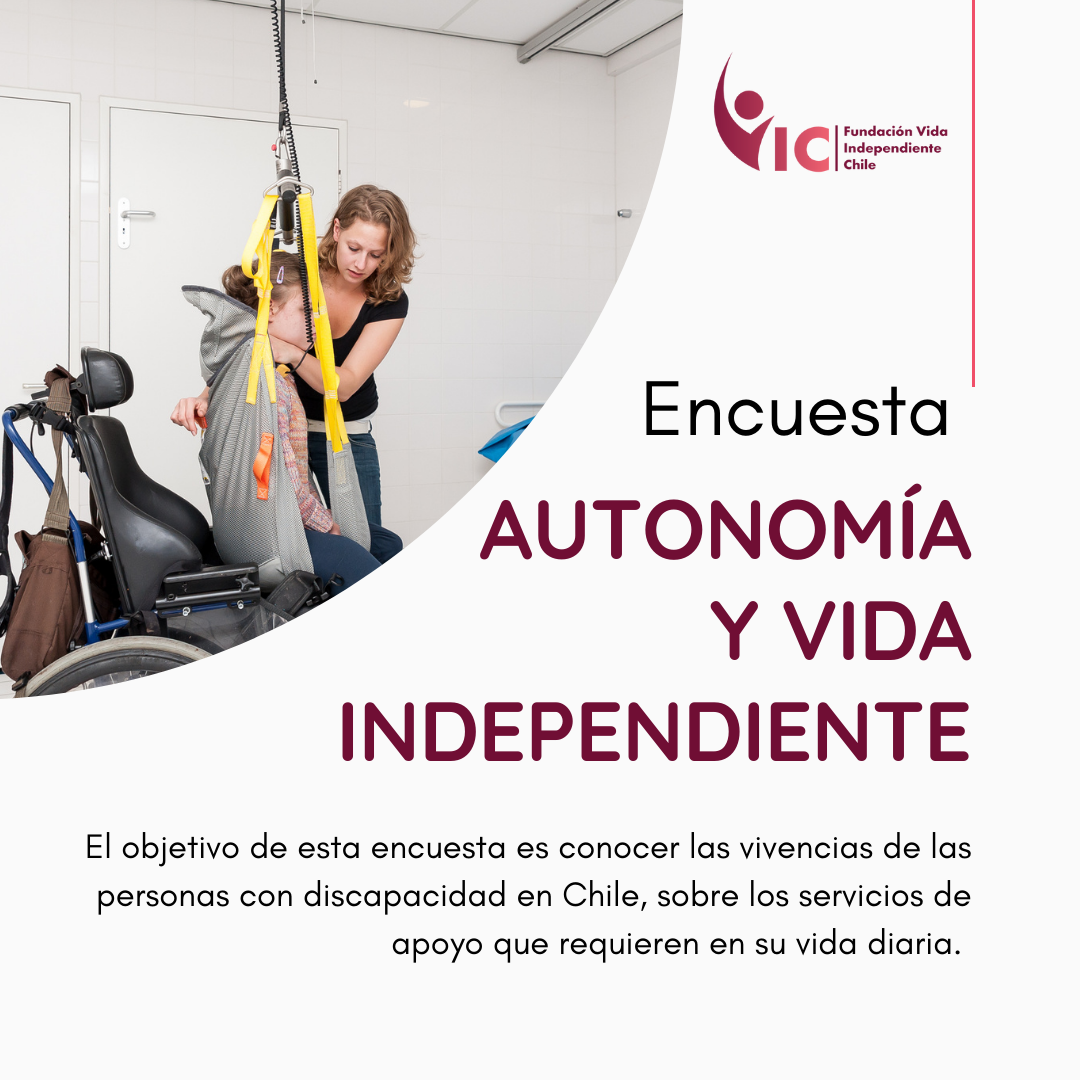 VIC
Fundación Vida
Independiente
Chile
Encuesta
AUTONOMÍA
Y VIDA
INDEPENDIENTE
El objetivo de esta encuesta es conocer las vivencias de las
personas con discapacidad en Chile, sobre los servicios de
apoyo que requieren en su vida diaria.